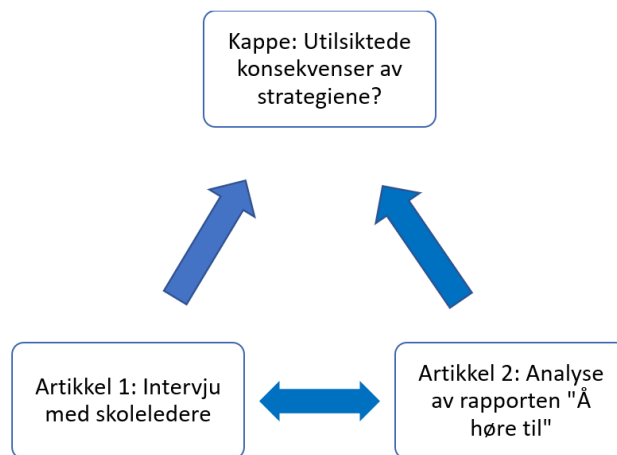 Kappe: Utilsiktede
konsekvenser av
strategiene?
Artikkel 1: Intervju
med skoleledere
Artikkel 2: Analyse
av rapporten "Å
høre til"